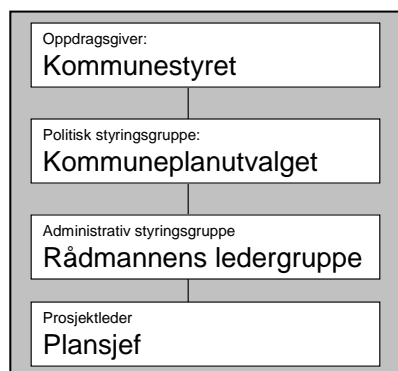 Oppdragsgiver:
Kommunestyret
Politisk styringsgruppe:
Kommuneplanutvalget
Administrativ styringsgruppe
Rådmannens ledergruppe
Prosjektleder
Plansjef